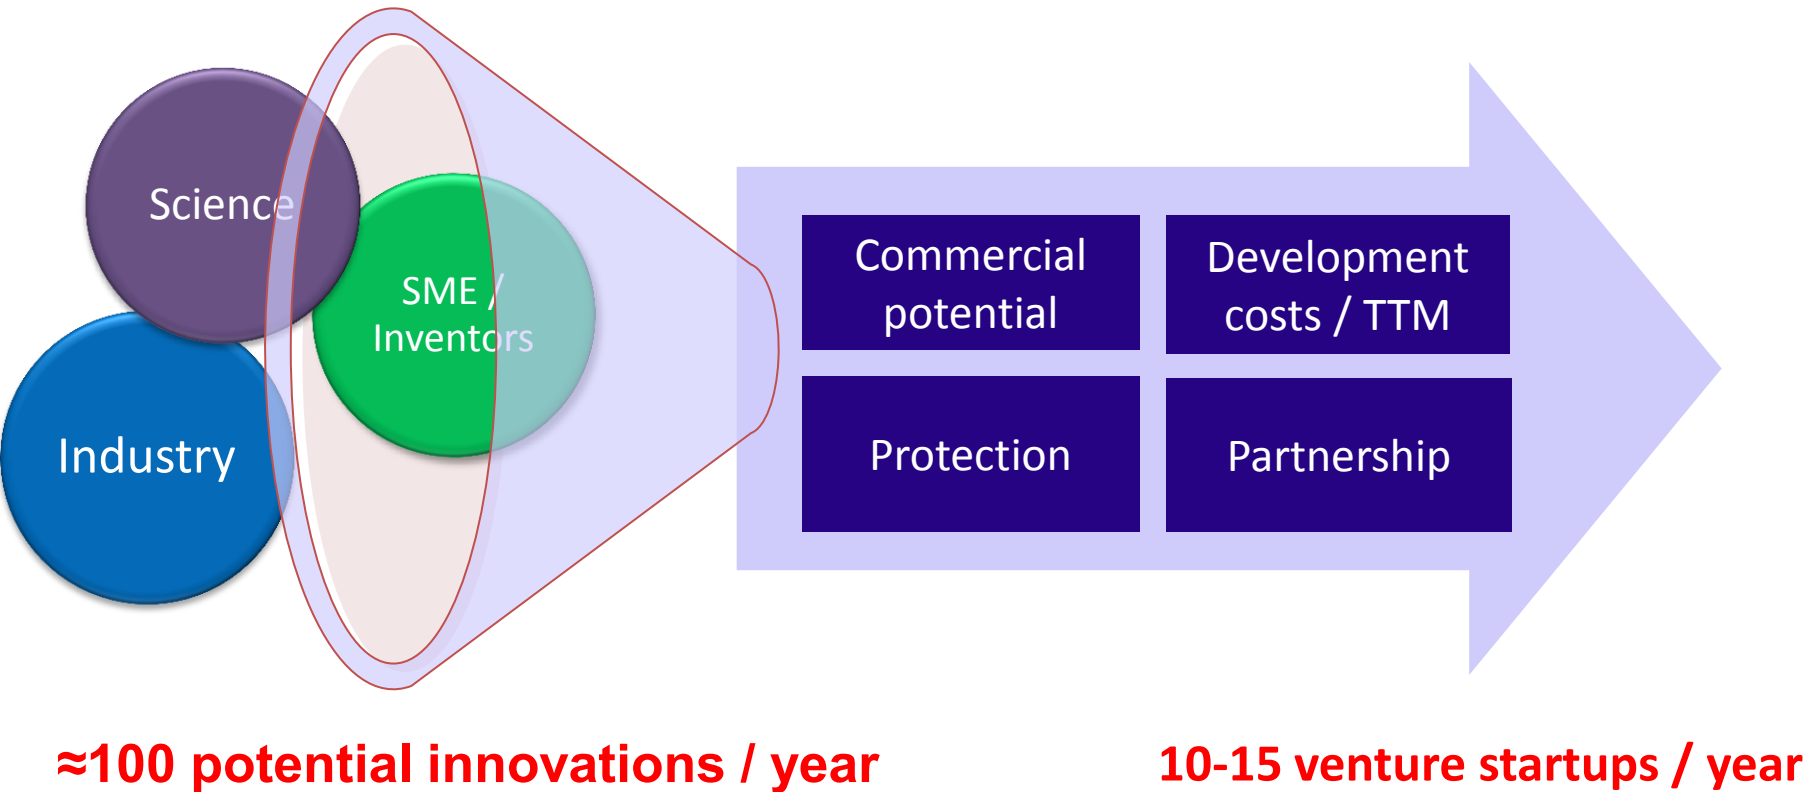 Science
SME /
Inventors
Industry
Commercial
potential
Development
costs / TTM
Protection
Partnership
≈100 potential innovations / year
10-15 venture startups / year